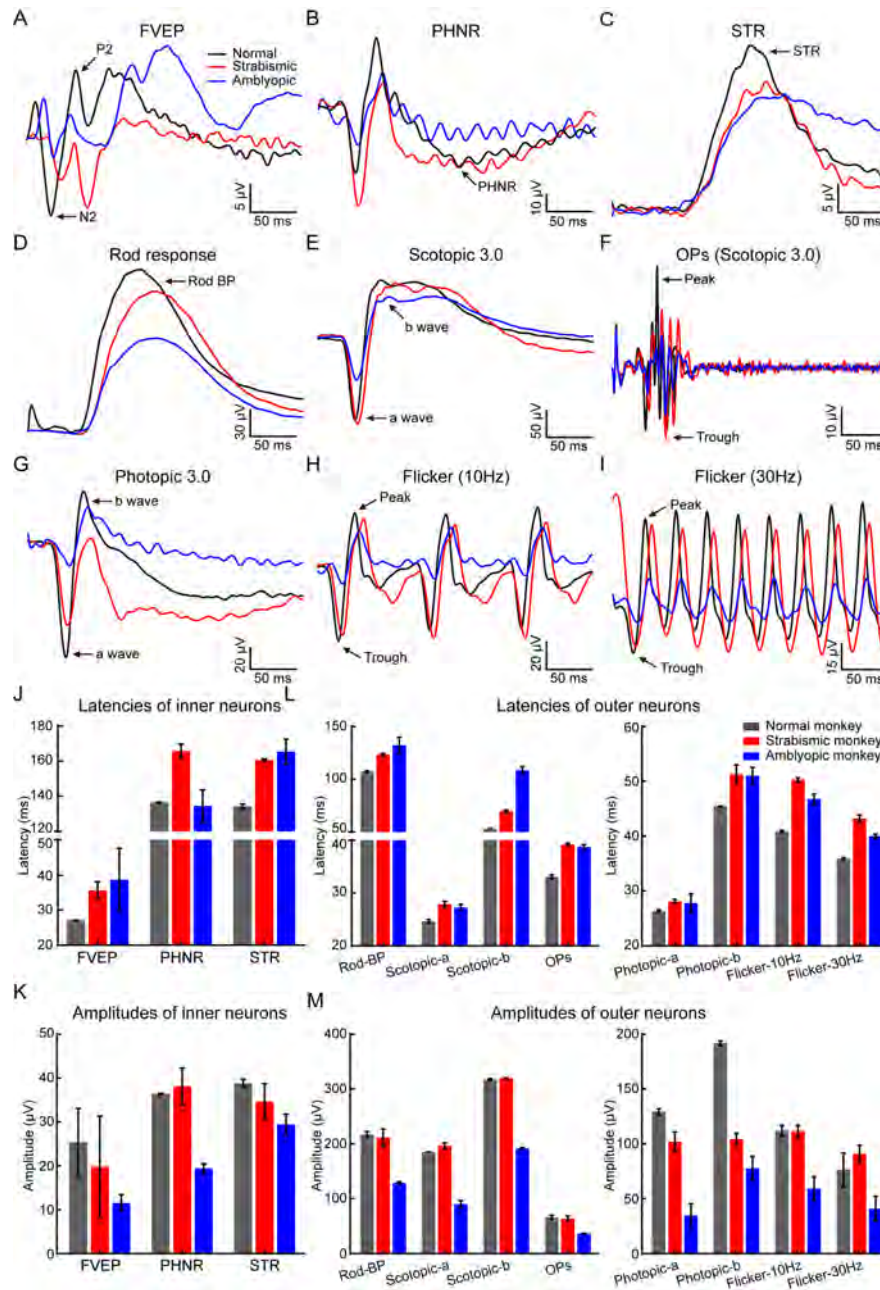 A
FVEP
P2
Normal
Strabismic
Amblyopic
N2
5 µV
50 ms
B
PHNR
PHNR
10 µV
50 ms
C
STR
STR
5 µV
50 ms
D
Rod response
Rod BP
30 µV
50 ms
E
Scotopic 3.0
b wave
a wave
50 µV
50 ms
F
OPs (Scotopic 3.0)
Peak
Trough
10 µV
50 ms
G
Photopic 3.0
b wave
a wave
20 µV
50 ms
H
Flicker (10Hz)
Peak
Trough
20 µV
50 ms
I
Flicker (30Hz)
Peak
Trough
15 µV
50 ms
J
Latencies of inner neurons
Latency (ms)
180
160
140
120
50
40
30
20
FVEP
PHNR
STR
L
Latencies of outer neurons
Latency (ms)
150
100
50
40
30
20
Rod-BP
Scotopic-a
Scotopic-b
OPs
Latency (ms)
60
50
40
30
20
Normal monkey
Strabismic monkey
Amblyopic monkey
Photopic-a
Photopic-b
Flicker-10Hz
Flicker-30Hz
K
Amplitudes of inner neurons
Amplitude (µV)
50
40
30
20
10
0
FVEP
PHNR
STR
M
Amplitudes of outer neurons
Amplitude (µV)
400
300
200
100
0
Rod-BP
Scotopic-a
Scotopic-b
OPs
Amplitude (µV)
200
150
100
50
0
Photopic-a
Photopic-b
Flicker-10Hz
Flicker-30Hz